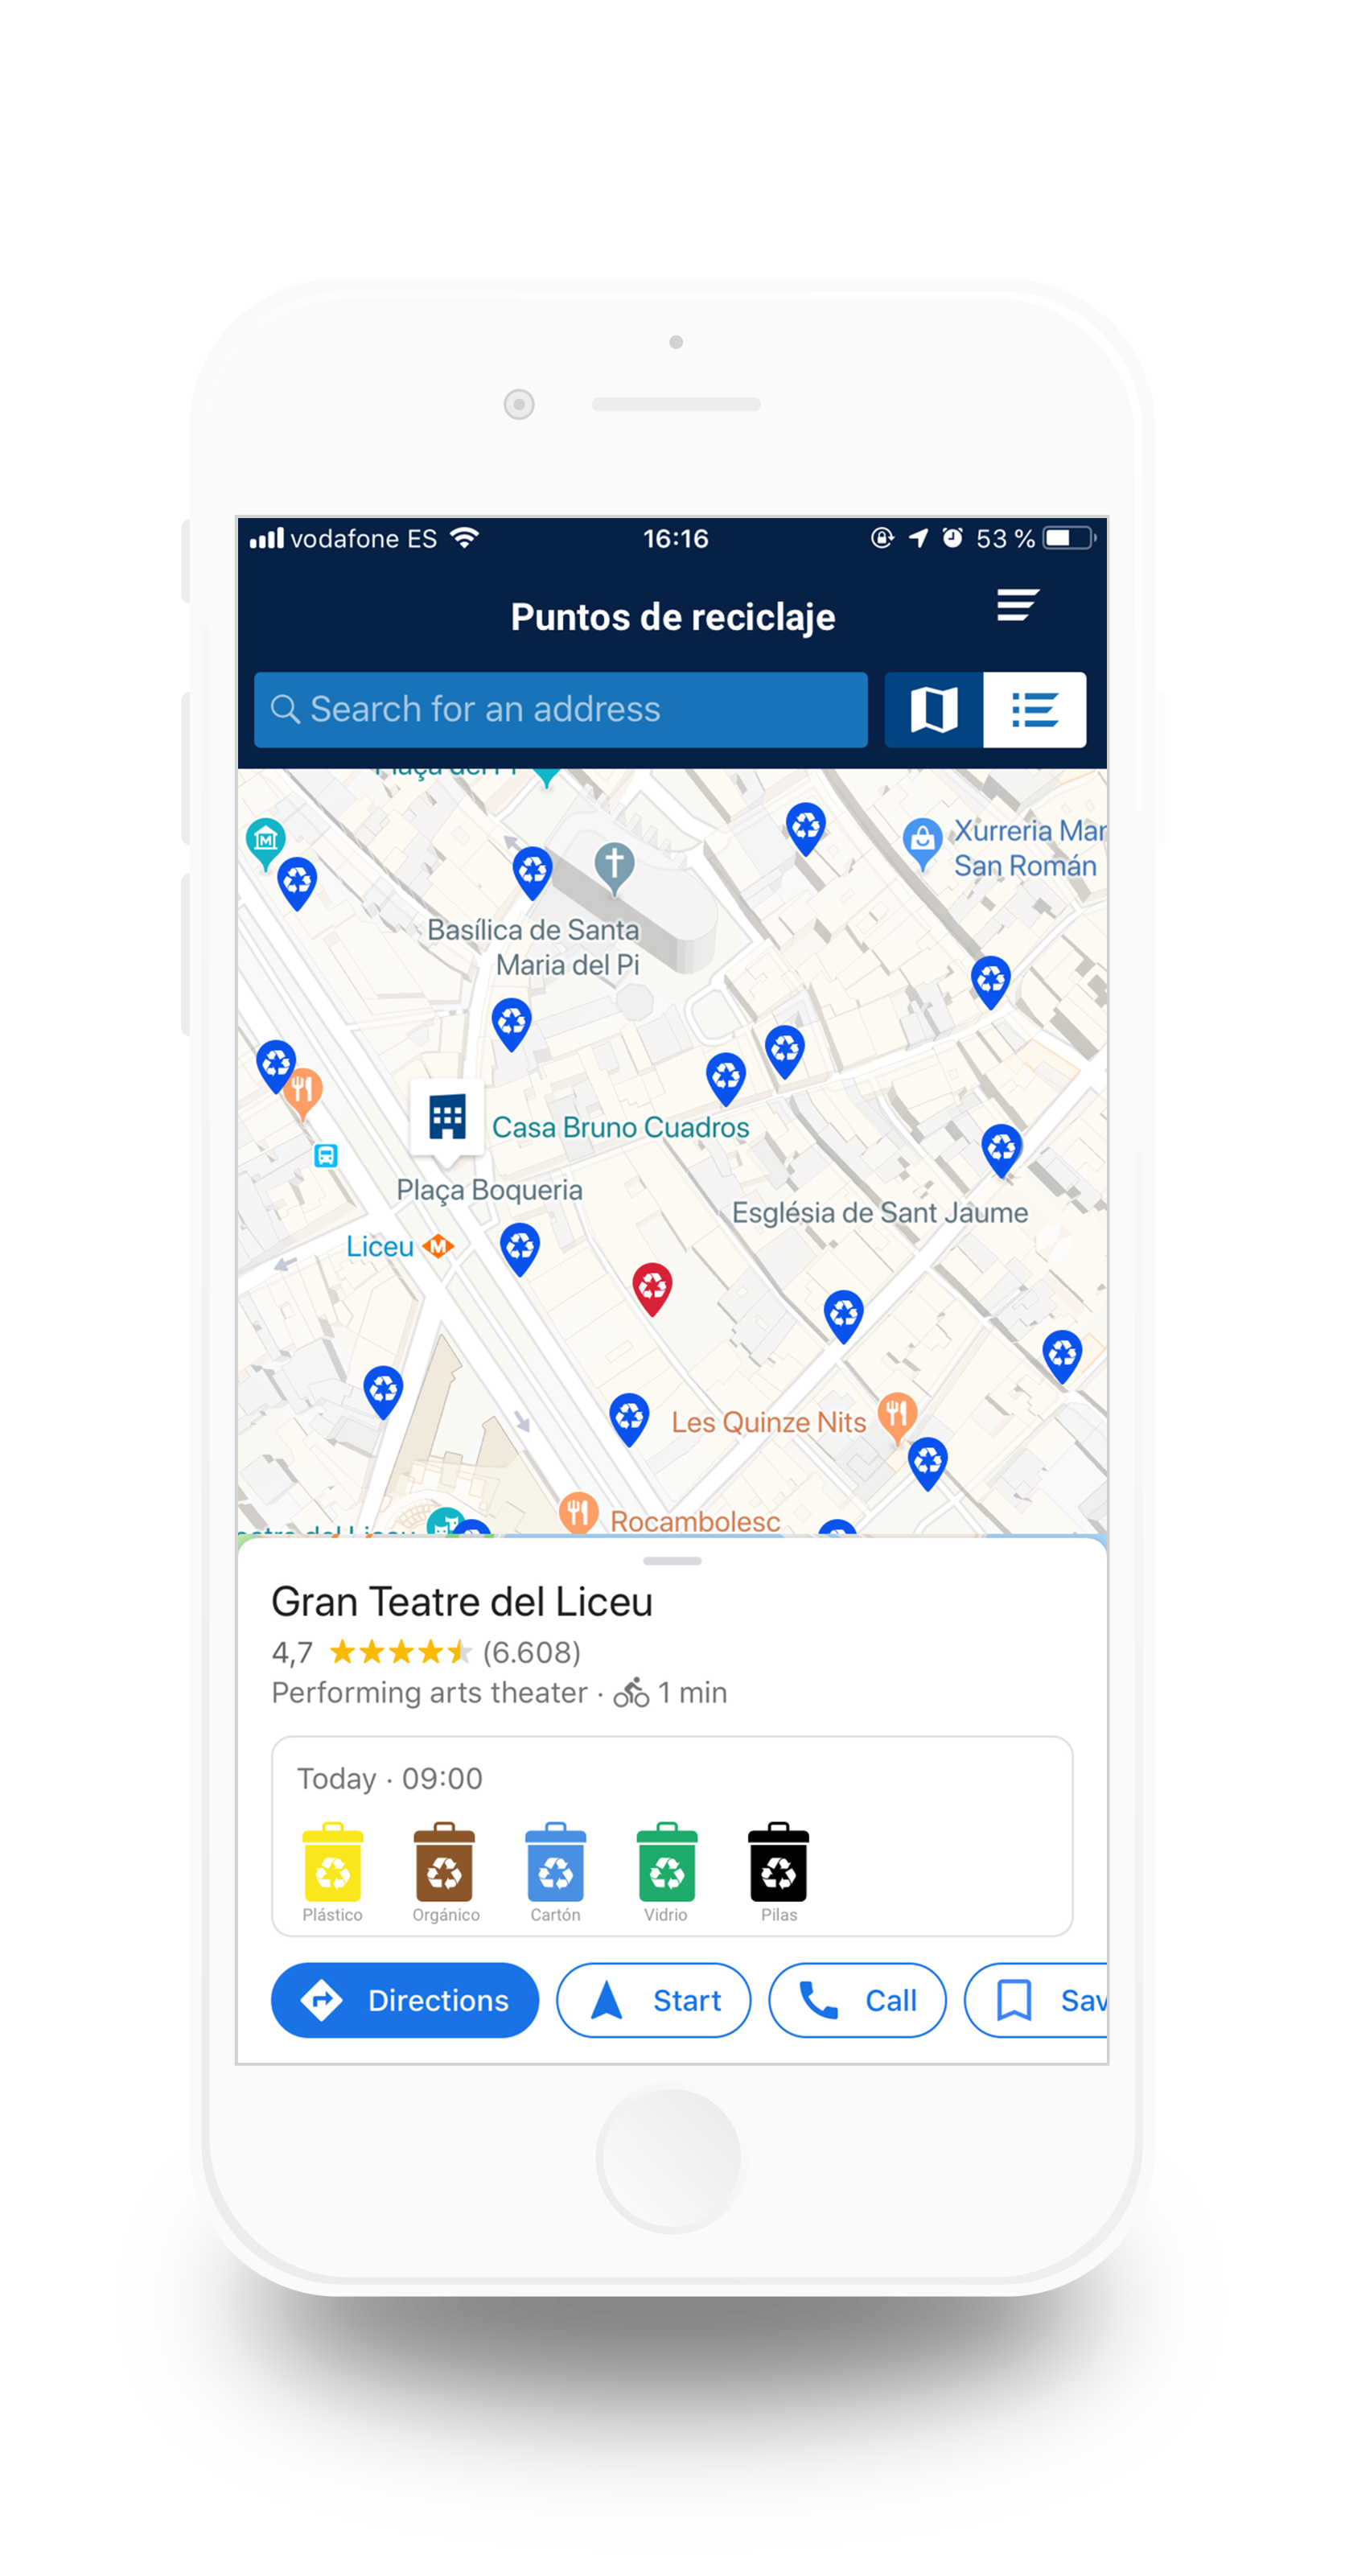 vodafone ES 16:16 53 %
Puntos de reciclaje
Search for an address
Plaça del Pi
Xurreria Mar
San Román
Basílica de Santa
Maria del Pi
Casa Bruno Cuadros
Plaça Boqueria
Església de Sant Jaume
Liceu M
Les Quinze Nits
Rocambolesc
Gran Teatre del Liceu
4,7 (6.608)
Performing arts theater · 1 min
Today · 09:00
Plástico Orgánico Cartón Vidrio Pilas
Directions Start Call Sav